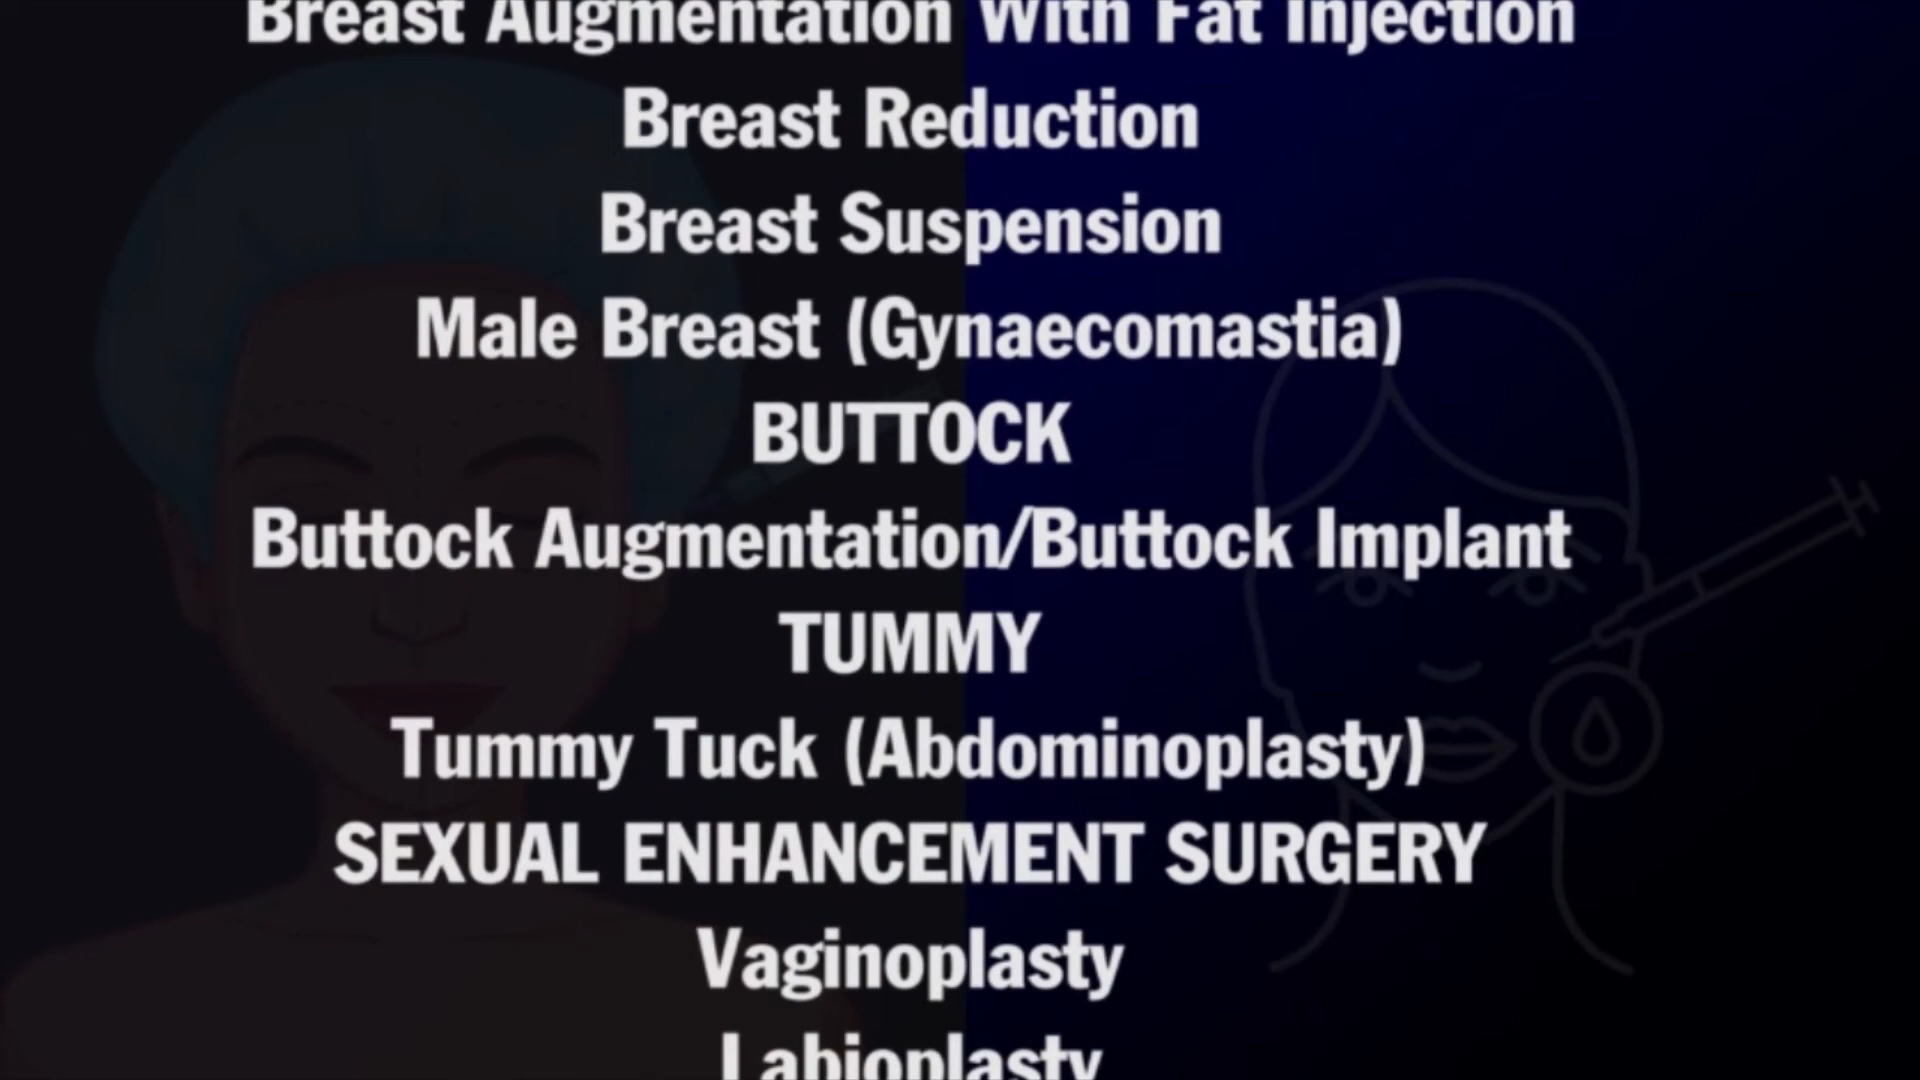 Breast Augmentation With Fat Injection
Breast Reduction
Breast Suspension
Male Breast (Gynaecomastia)
BUTTOCK
Buttock Augmentation/Buttock Implant
TUMMY
Tummy Tuck (Abdominoplasty)
SEXUAL ENHANCEMENT SURGERY
Vaginoplasty
Labioplasty